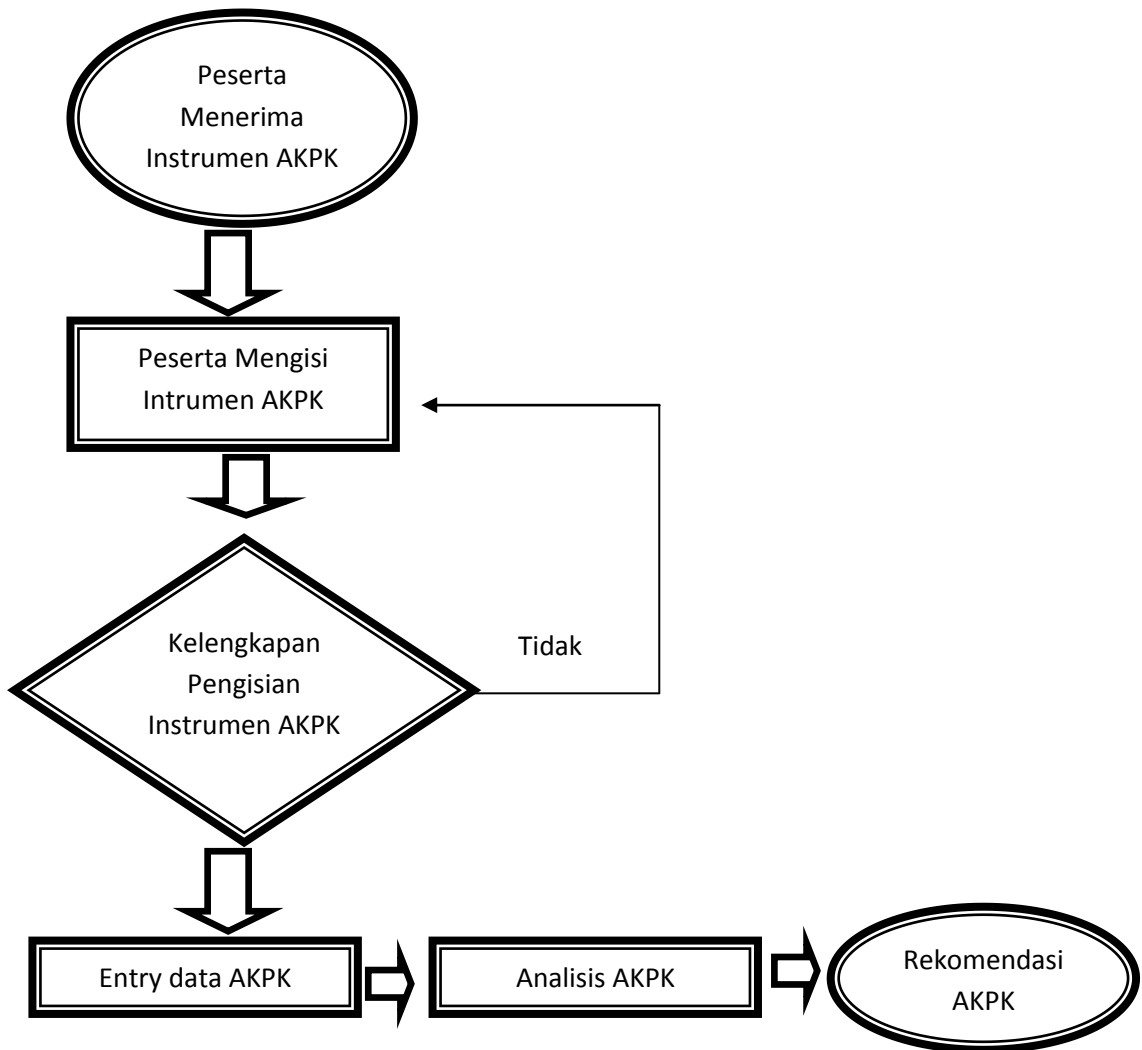 Peserta
Menerima
Instrumen AKPK
Peserta Mengisi
Intrumen AKPK
Kelengkapan
Pengisian
Instrumen AKPK
Tidak
Entry data AKPK
Analisis AKPK
Rekomendasi
AKPK